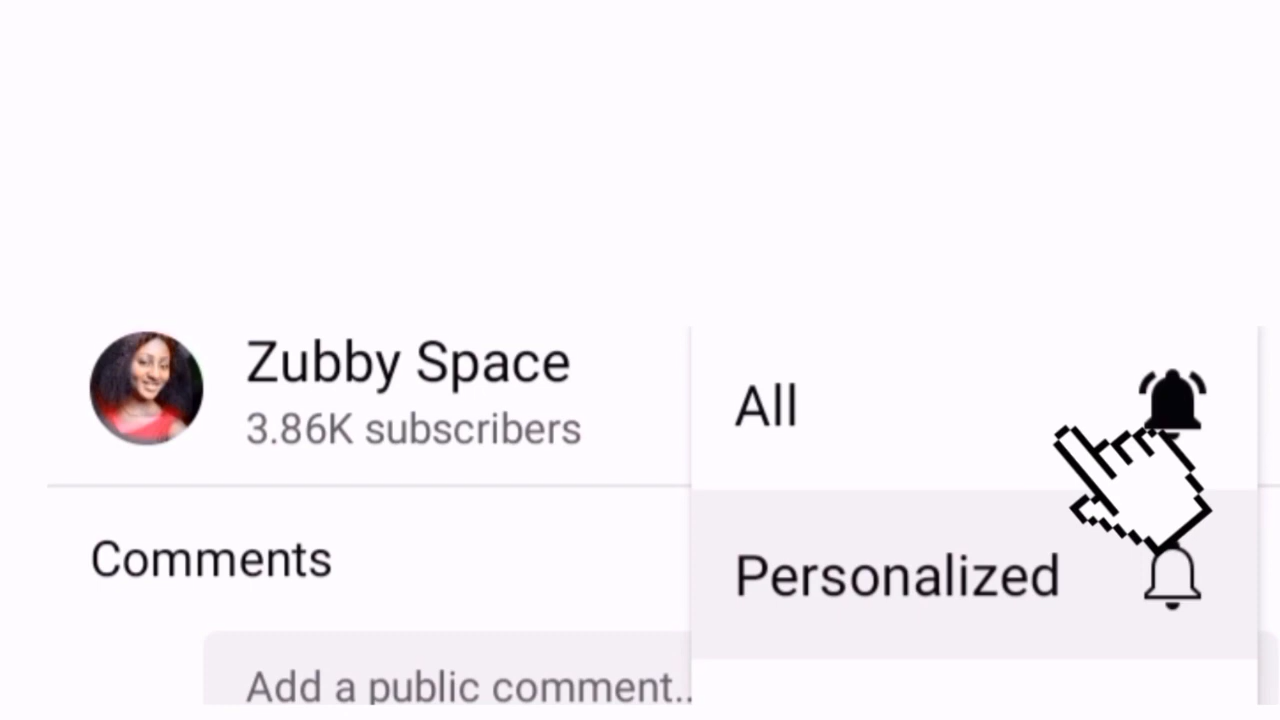 Zubby Space
3.86K subscribers
All
Comments
Personalized
Add a public comment..